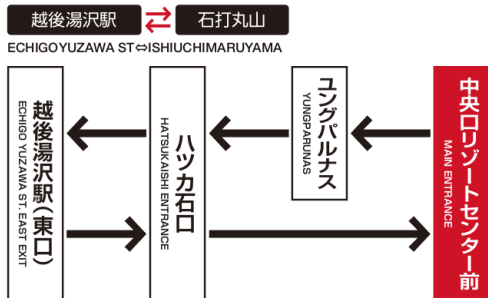 越後湯沢駅 石打丸山
ECHIGOYUZAWA ST⇔ISHIUCHIMARUYAMA
越後湯沢駅(東口)
ECHIGO YUZAWA ST. EAST EXIT
ハツカ石口
HATSUKAISHI ENTRANCE
ユングパルナス
YUNGPARUNAS
中央口リゾートセンター前
MAIN ENTRANCE